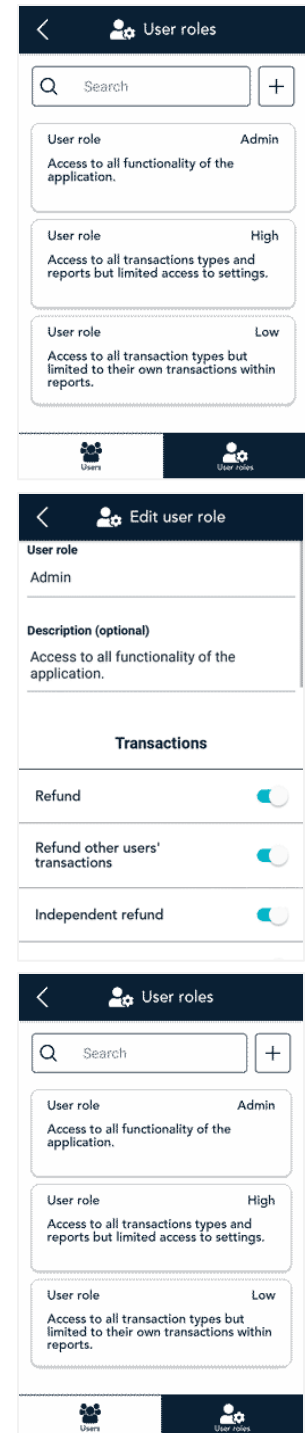 User roles
Search
User role Admin
Access to all functionality of the
application.
User role High
Access to all transactions types and
reports but limited access to settings.
User role Low
Access to all transaction types but
limited to their own transactions within
reports.
Users User roles
Edit user role
User role
Admin
Description (optional)
Access to all functionality of the
application.
Transactions
Refund
Refund other users'
transactions
Independent refund
User roles
Search
User role Admin
Access to all functionality of the
application.
User role High
Access to all transactions types and
reports but limited access to settings.
User role Low
Access to all transaction types but
limited to their own transactions within
reports.
Users User roles